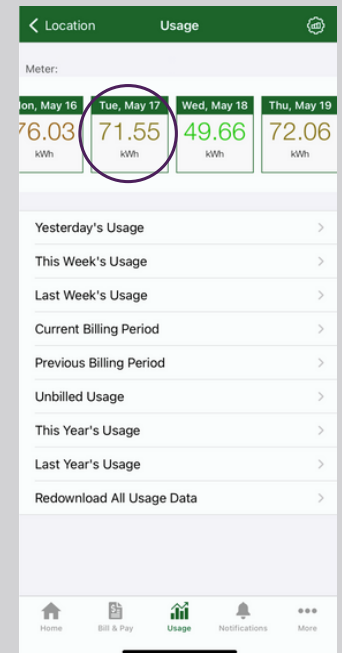 Location
Usage
Meter:
on, May 16
Tue, May 17
Wed, May 18
Thu, May 19
76.03
71.55
49.66
72.06
kWh
kWh
kWh
kWh
Yesterday's Usage
This Week's Usage
Last Week's Usage
Current Billing Period
Previous Billing Period
Unbilled Usage
This Year's Usage
Last Year's Usage
Redownload All Usage Data
Home
Bill & Pay
Usage
Notifications
More